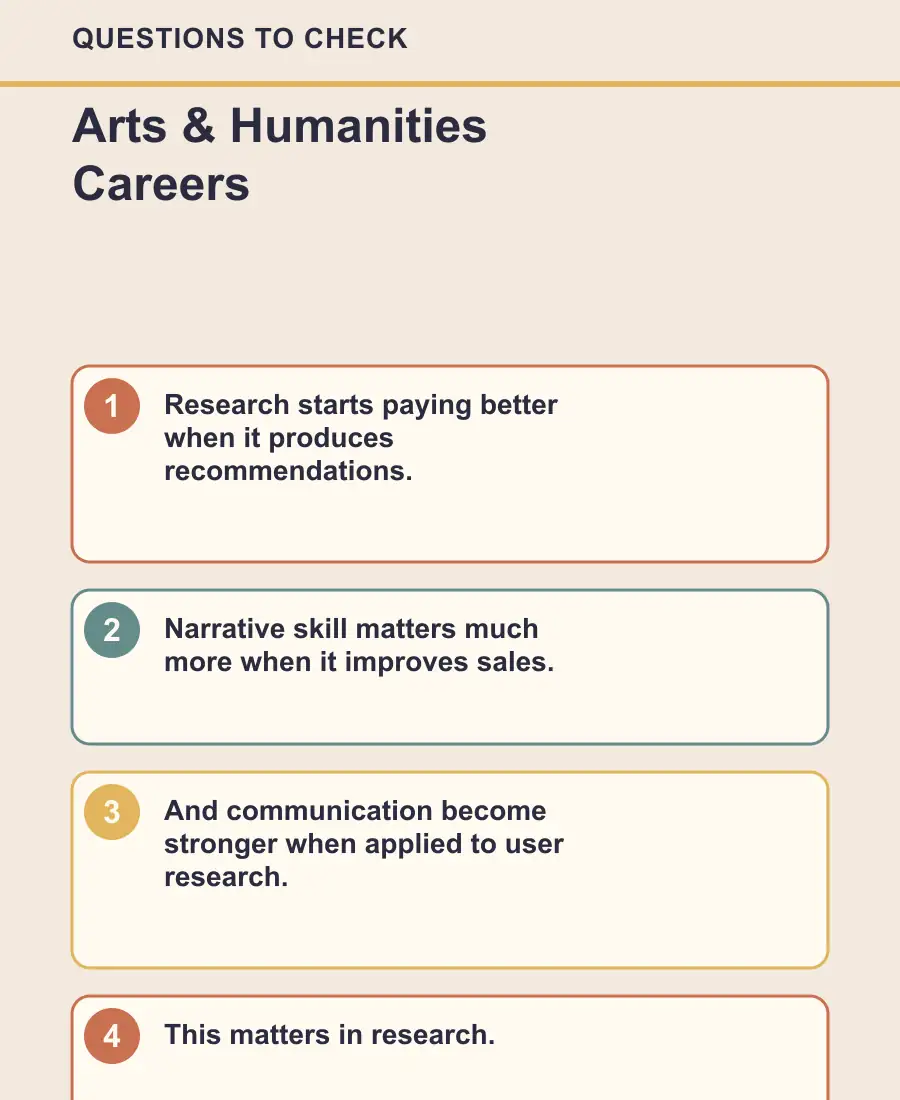 QUESTIONS TO CHECK
Arts & Humanities
Careers
1
Research starts paying better
when it produces
recommendations.
2
Narrative skill matters much
more when it improves sales.
3
And communication become
stronger when applied to user
research.
4
This matters in research.